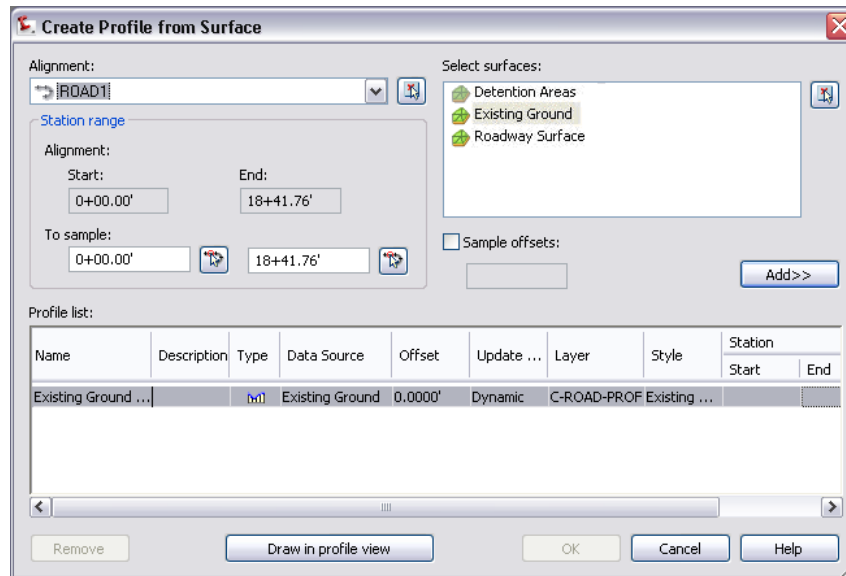 Create Profile from Surface
Alignment:
ROAD1
Select surfaces:
Detention Areas
Existing Ground
Roadway Surface
Station range
Alignment:
Start:
End:
0+00.00'
18+41.76'
To sample:
0+00.00'
18+41.76'
Sample offsets:
Add>>
Profile list:
Name Description Type Data Source Offset Update ... Layer Style Station
Start End
Existing Ground ... Existing Ground 0.0000' Dynamic C-ROAD-PROF Existing ...
Remove Draw in profile view OK Cancel Help